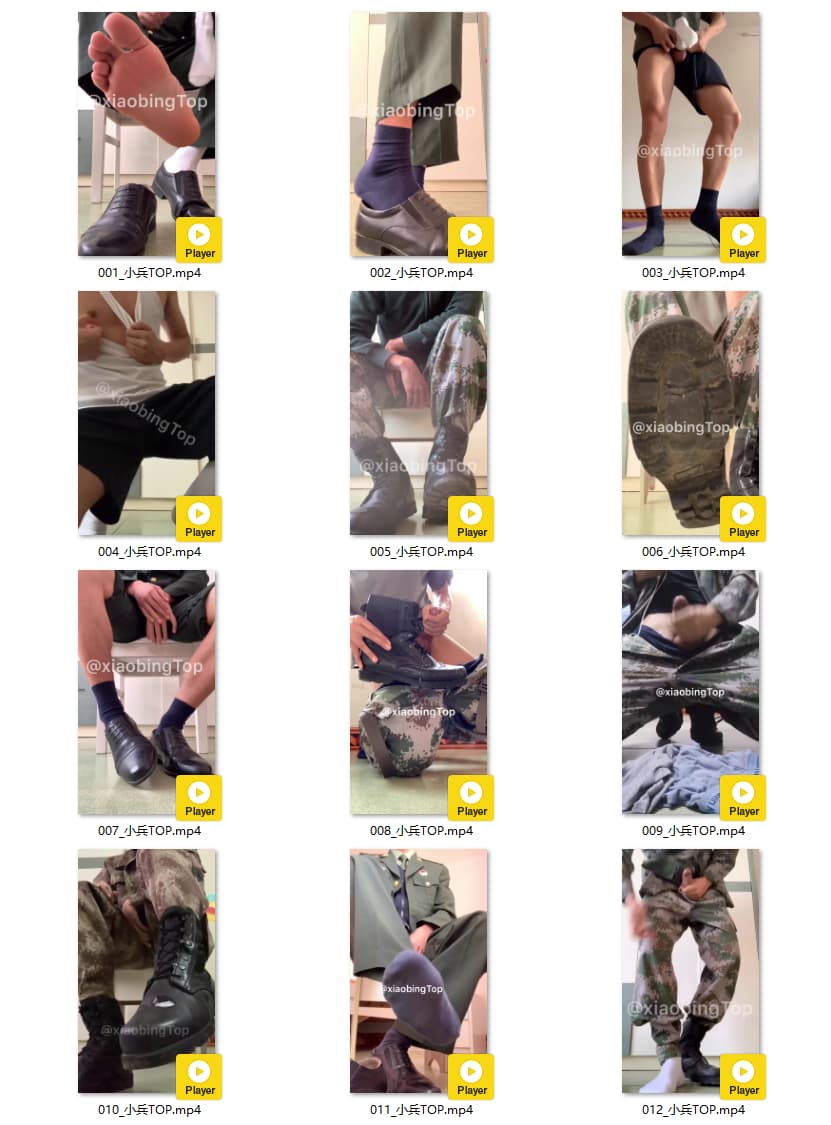 @xiaobingTop
@xiaobingTop
@xiaobingTop
Player
Player
Player
001_小兵TOP.mp4
002_小兵TOP.mp4
003_小兵TOP.mp4
@xiaobingTop
@xiaobingTop
@xiaobingTop
Player
Player
Player
004_小兵TOP.mp4
005_小兵TOP.mp4
006_小兵TOP.mp4
@xiaobingTop
@xiaobingTop
@xiaobingTop
Player
Player
Player
007_小兵TOP.mp4
008_小兵TOP.mp4
009_小兵TOP.mp4
@xiaobingTop
@xiaobingTop
@xiaobingTop
Player
Player
Player
010_小兵TOP.mp4
011_小兵TOP.mp4
012_小兵TOP.mp4